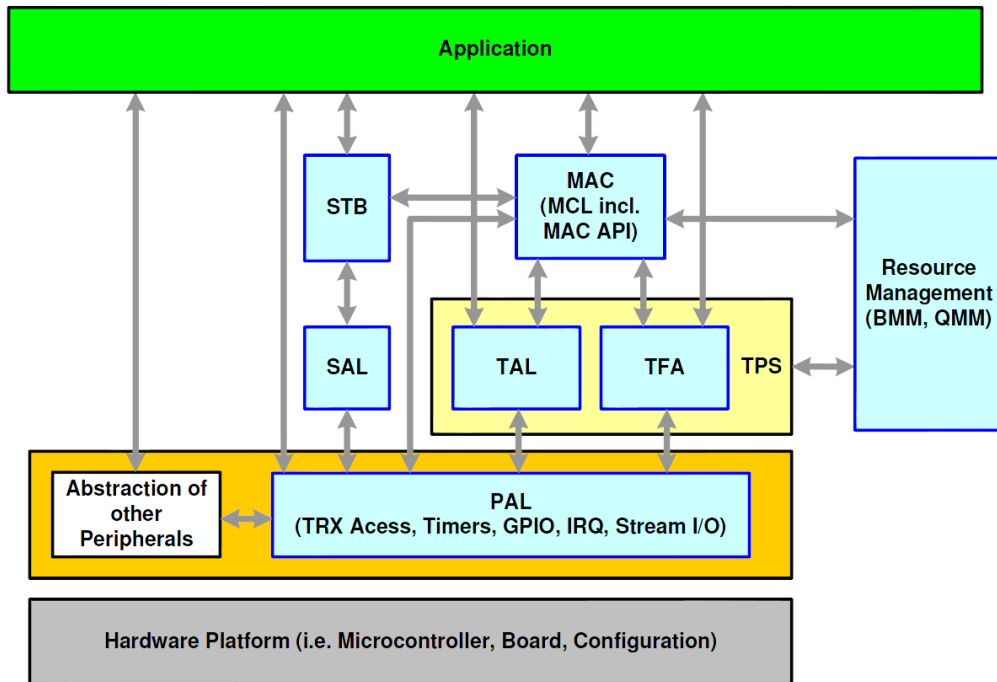 Application
STB
MAC
(MCL incl.
MAC API)
Resource
Management
(BMM, QMM)
SAL
TAL
TFA
TPS
Abstraction of
other
Peripherals
PAL
(TRX Acess, Timers, GPIO, IRQ, Stream I/O)
Hardware Platform (i.e. Microcontroller, Board, Configuration)